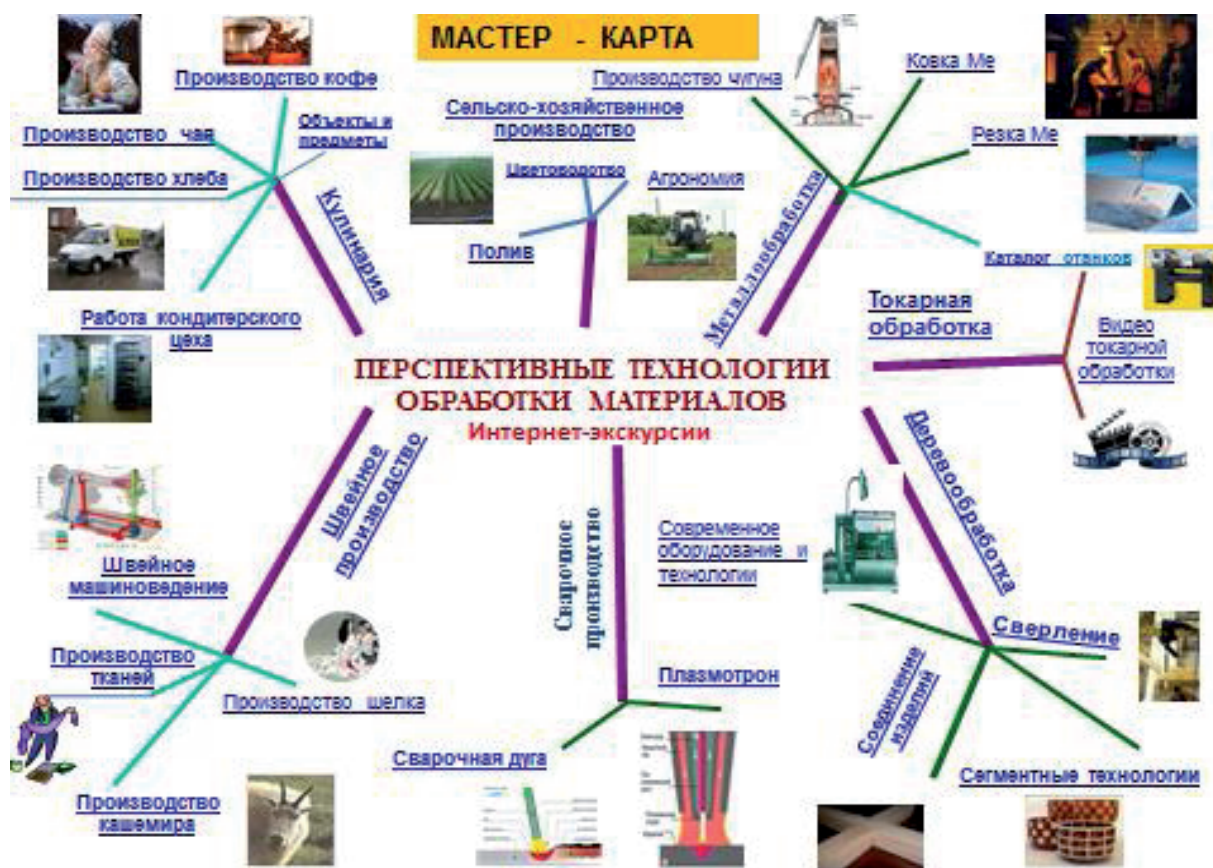 МАСТЕР - КАРТА
Производство кофе
Производство чая
Объекты и
предметы
Производство хлеба
Кулинария
Работа кондитерского
цеха
Сельско-хозяйственное
производство
Цветоводство
Агрономия
Полив
Производство чугуна
Ковка Ме
Резка Ме
Металлообработка
Каталог станков
Токарная
обработка
Видео
токарной
обработки
ПЕРСПЕКТИВНЫЕ ТЕХНОЛОГИИ
ОБРАБОТКИ МАТЕРИАЛОВ
Интернет-экскурсии
Швейное
производство
Швейное
машиноведение
Производство
тканей
Производство шелка
Производство
кашемира
Сварочное
производство
Современное
оборудование и
технологии
Плазмотрон
Сварочная дуга
Деревообработка
Сверление
Соединение
изделий
Сегментные технологии